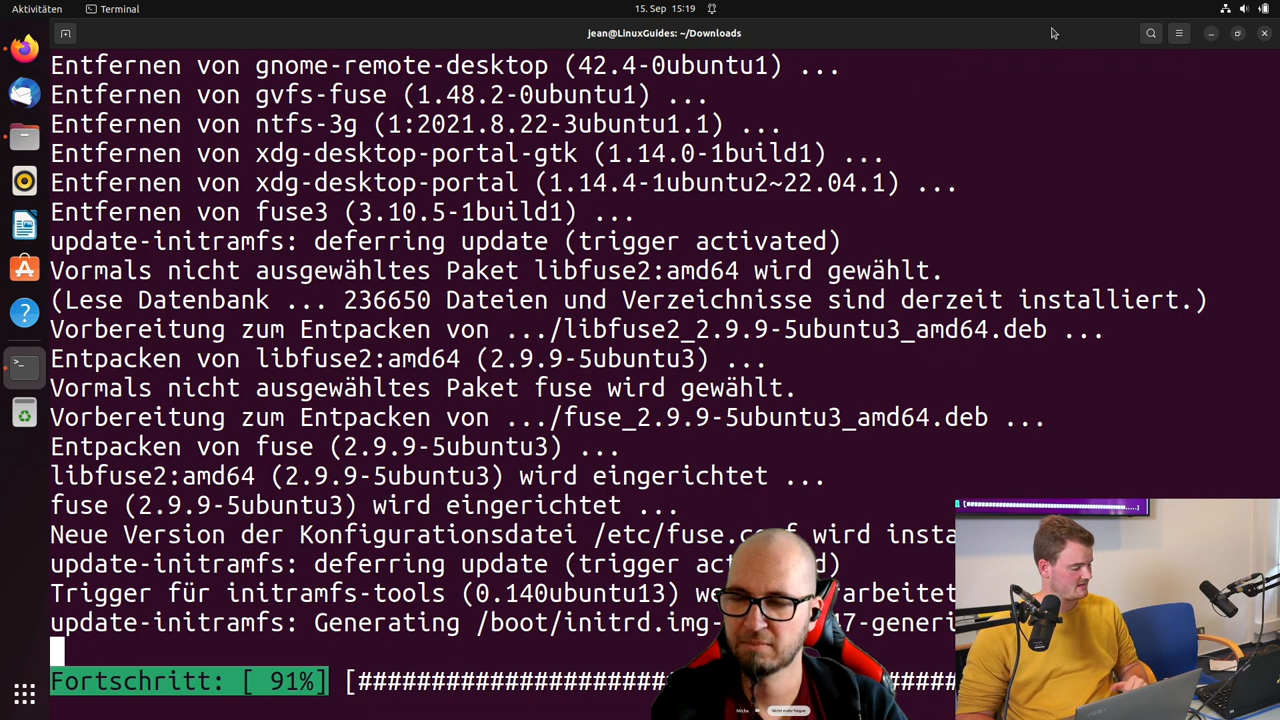 Aktivitäten
Terminal
15. Sep 15:19
jean@LinuxGuides: ~/Downloads
Entfernen von gnome-remote-desktop (42.4-0ubuntu1) ...
Entfernen von gvfs-fuse (1.48.2-0ubuntu1) ...
Entfernen von ntfs-3g (1:2021.8.22-3ubuntu1.1) ...
Entfernen von xdg-desktop-portal-gtk (1.14.0-1build1) ...
Entfernen von xdg-desktop-portal (1.14.4-1ubuntu2~22.04.1) ...
Entfernen von fuse3 (3.10.5-1build1) ...
update-initramfs: deferring update (trigger activated)
Vormals nicht ausgewähltes Paket libfuse2:amd64 wird gewählt.
(Lese Datenbank ... 236650 Dateien und Verzeichnisse sind derzeit installiert.)
Vorbereitung zum Entpacken von .../libfuse2_2.9.9-5ubuntu3_amd64.deb ...
Entpacken von libfuse2:amd64 (2.9.9-5ubuntu3) ...
Vormals nicht ausgewähltes Paket fuse wird gewählt.
Vorbereitung zum Entpacken von .../fuse_2.9.9-5ubuntu3_amd64.deb ...
Entpacken von fuse (2.9.9-5ubuntu3) ...
libfuse2:amd64 (2.9.9-5ubuntu3) wird eingerichtet ...
fuse (2.9.9-5ubuntu3) wird eingerichtet ...
Neue Version der Konfigurationsdatei /etc/fuse.c f wird insta
update-initramfs: deferring update (trigger ac d)
Trigger für initramfs-tools (0.140ubuntu13) we arbeitet
update-initramfs: Generating /boot/initrd.img- 7-generi
Fortschritt: [ 91%] [######################  #####
Micha